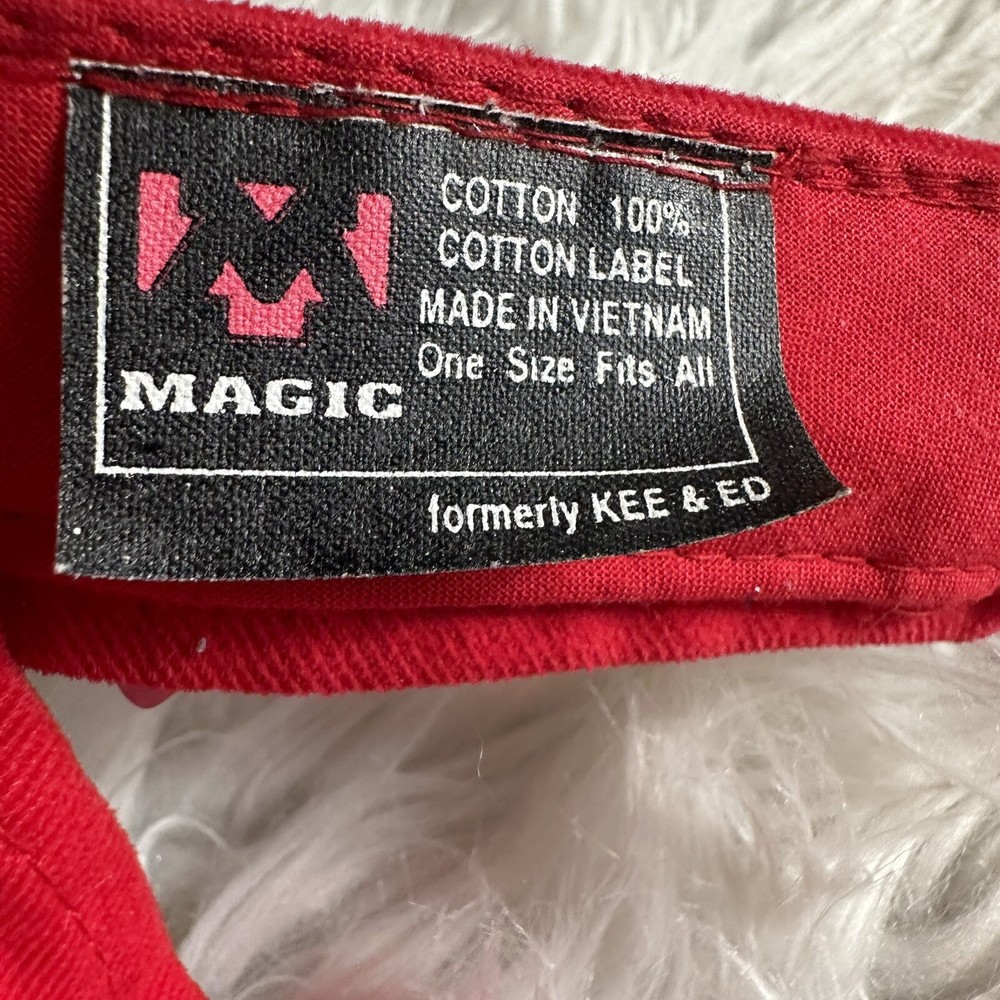 COTTON 100%
COTTON LABEL
MADE IN VIETNAM
One Size Fits All
MAGIC
formerly KEE & ED